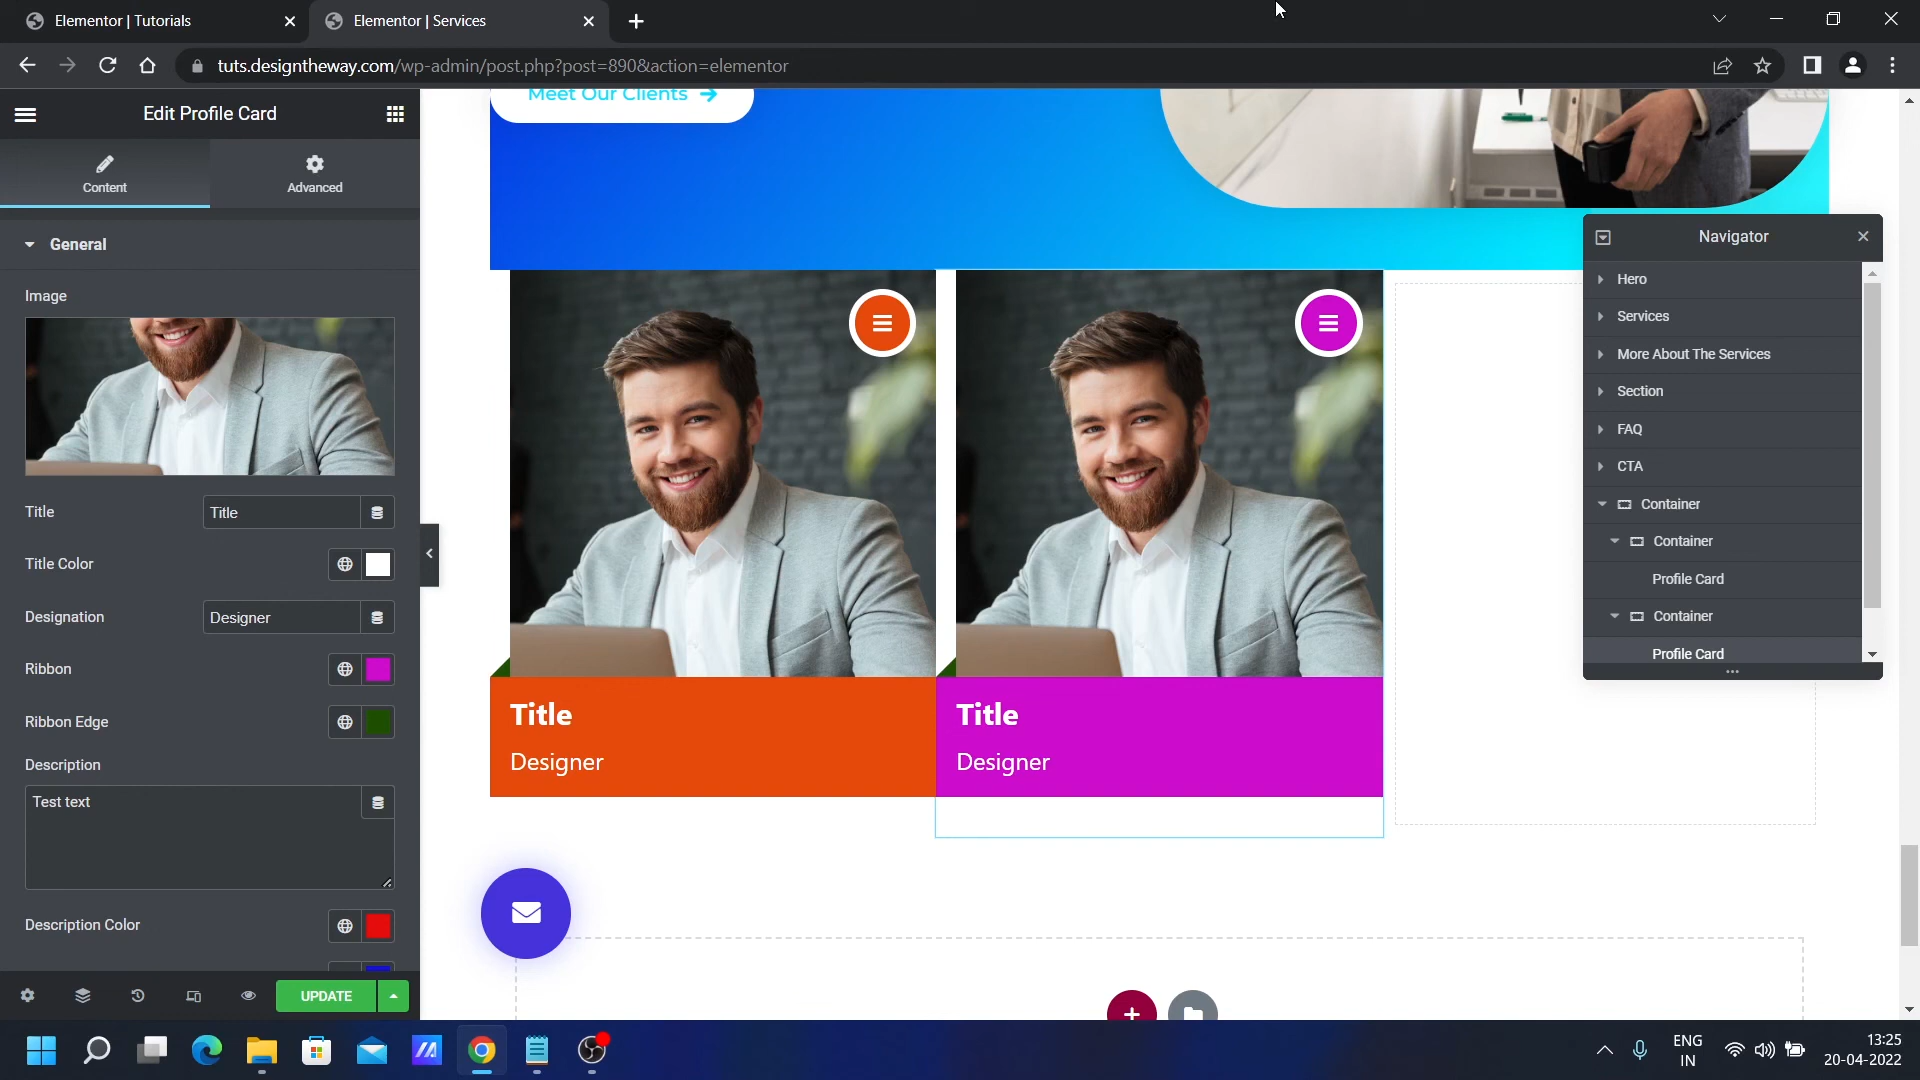 Elementor | Tutorials
Elementor | Services
tuts.designtheway.com/wp-admin/post.php?post=890&action=elementor
Edit Profile Card
Content
Advanced
General
Image
Title
Title
Title Color
Designation
Designer
Ribbon
Ribbon Edge
Description
Test text
Description Color
UPDATE
Meet Our Clients
Title
Designer
Title
Designer
Navigator
Hero
Services
More About The Services
Section
FAQ
CTA
Container
Container
Profile Card
Container
Profile Card
ENG
IN
13:25
20-04-2022